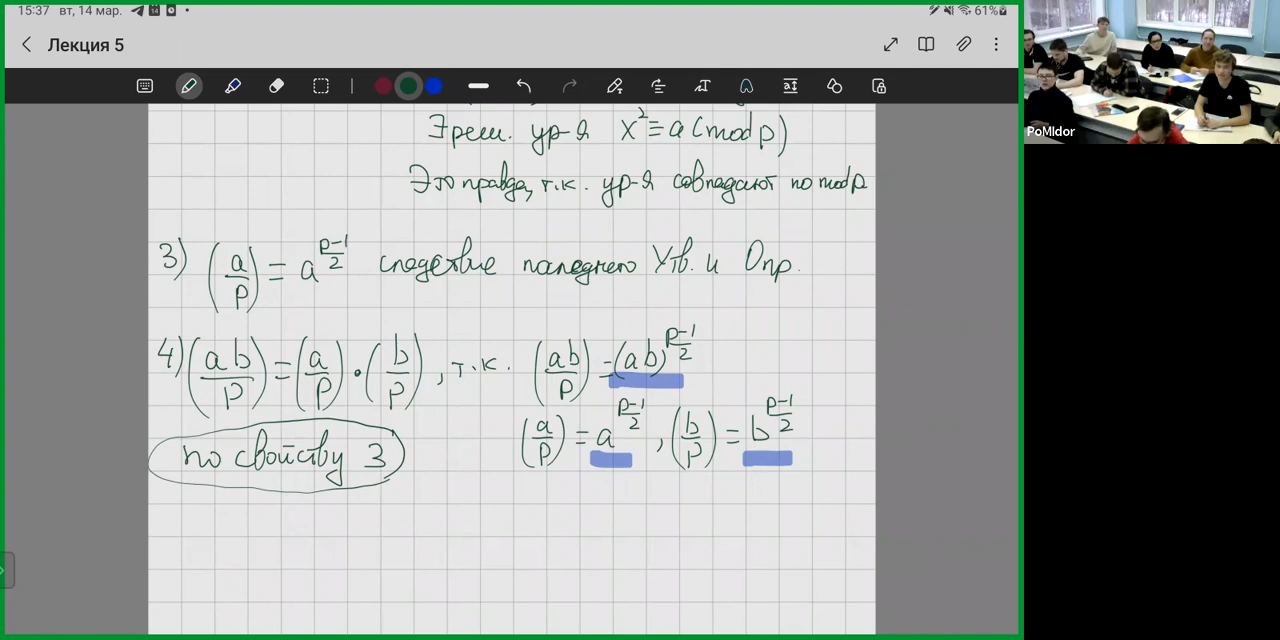 15:37 вт, 14 мар.
61%
Лекция 5
∃ реш. ур-я x² ≡ a (mod p)
Это правда, т.к. ур-я совпадают по mod p
3) (a/p) = a^((p-1)/2) следствие последнего Утв. и Опр.
4) (ab/p) = (a/p) · (b/p), т.к. (ab/p) = (ab)^((p-1)/2)
(a/p) = a^((p-1)/2), (b/p) = b^((p-1)/2)
по свойству 3
PoMIdor